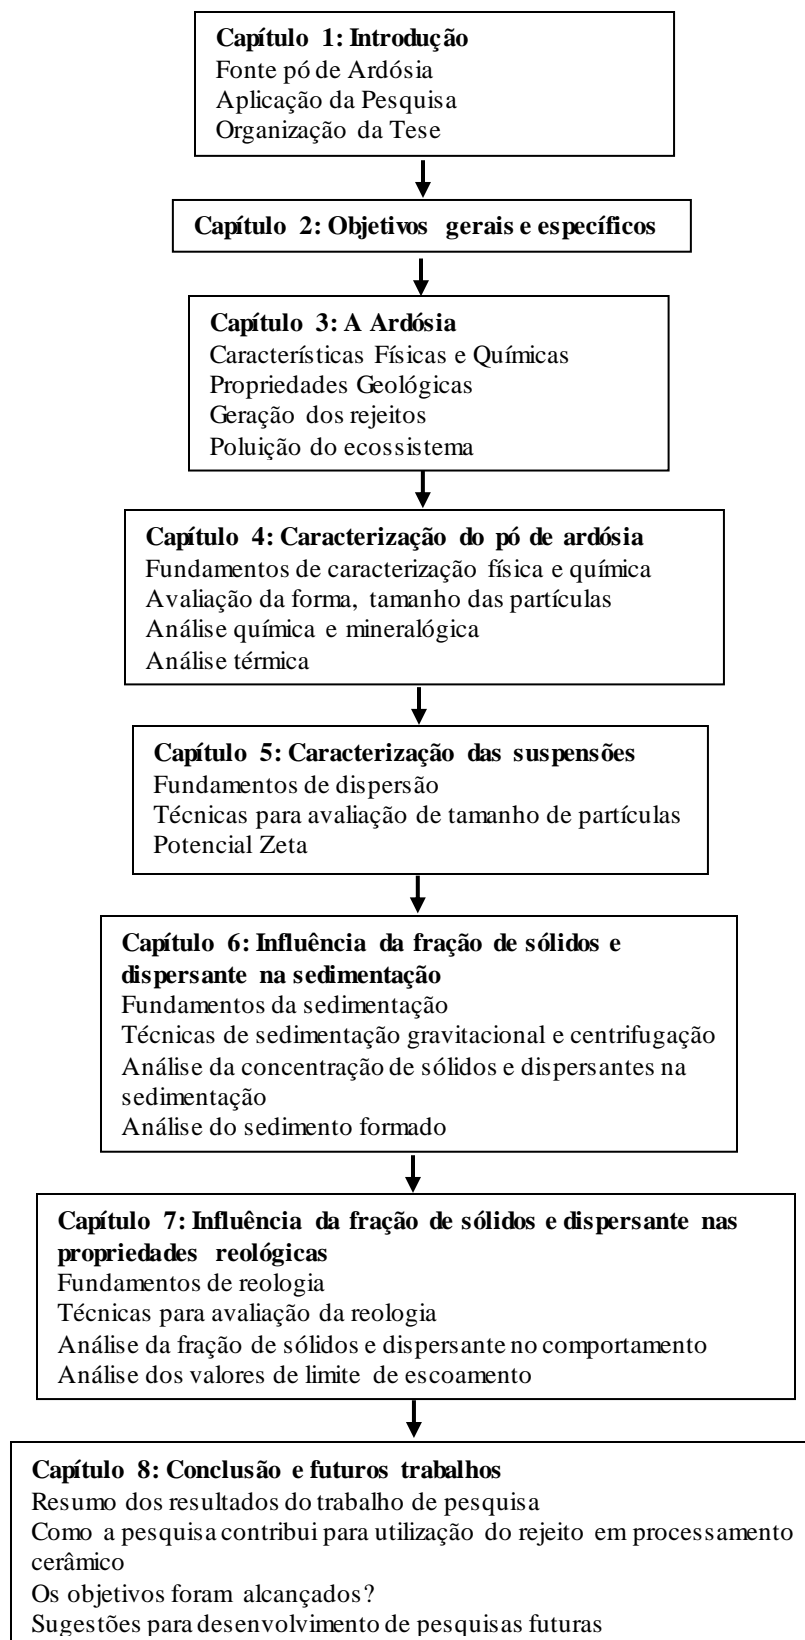 Capítulo 1: Introdução
Fonte pó de Ardósia
Aplicação da Pesquisa
Organização da Tese
Capítulo 2: Objetivos gerais e específicos
Capítulo 3: A Ardósia
Características Físicas e Químicas
Propriedades Geológicas
Geração dos rejeitos
Poluição do ecossistema
Capítulo 4: Caracterização do pó de ardósia
Fundamentos de caracterização física e química
Avaliação da forma, tamanho das partículas
Análise química e mineralógica
Análise térmica
Capítulo 5: Caracterização das suspensões
Fundamentos de dispersão
Técnicas para avaliação de tamanho de partículas
Potencial Zeta
Capítulo 6: Influência da fração de sólidos e
dispersante na sedimentação
Fundamentos da sedimentação
Técnicas de sedimentação gravitacional e centrifugação
Análise da concentração de sólidos e dispersantes na
sedimentação
Análise do sedimento formado
Capítulo 7: Influência da fração de sólidos e dispersante nas
propriedades reológicas
Fundamentos de reologia
Técnicas para avaliação da reologia
Análise da fração de sólidos e dispersante no comportamento
Análise dos valores de limite de escoamento
Capítulo 8: Conclusão e futuros trabalhos
Resumo dos resultados do trabalho de pesquisa
Como a pesquisa contribui para utilização do rejeito em processamento
cerâmico
Os objetivos foram alcançados?
Sugestões para desenvolvimento de pesquisas futuras